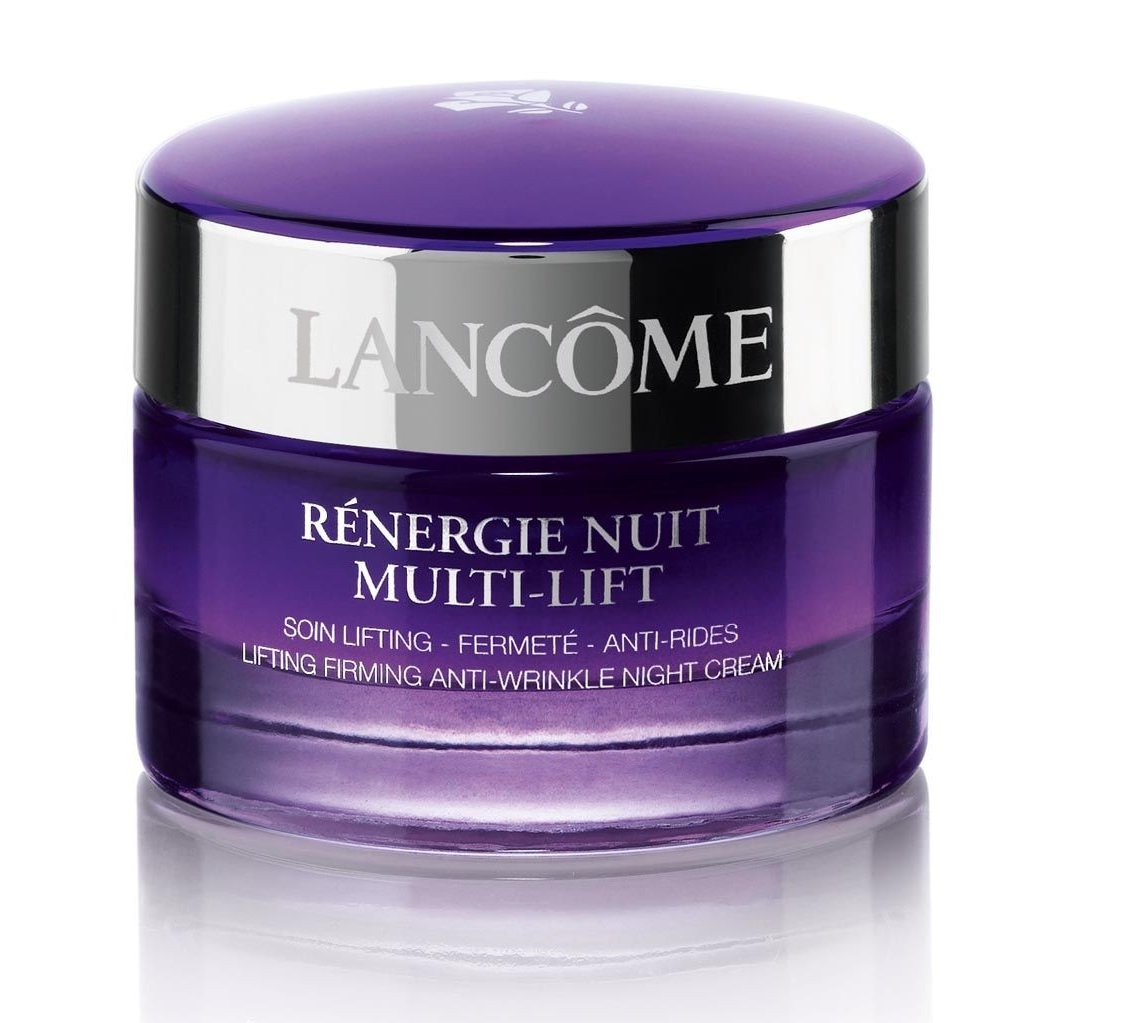 LANCÔME
RÉNERGIE NUIT
MULTI-LIFT
SOIN LIFTING - FERMETÉ - ANTI-RIDES
LIFTING FIRMING ANTI-WRINKLE NIGHT CREAM